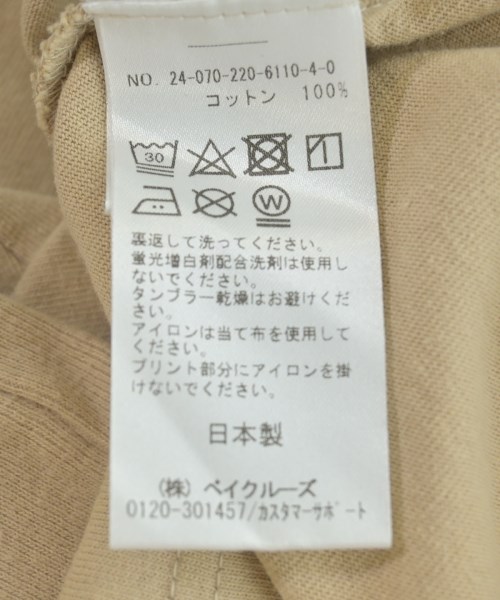 NO. 24-070-220-6110-4-0
コットン 100%
30
W
裏返して洗ってください。
蛍光増白剤配合洗剤は使用し
ないでください。
タンブラー乾燥はお避けくだ
さい。
アイロンは当て布を使用して
ください。
プリント部分にアイロンを掛
けないでください。
日本製
(株) ベイクルーズ
0120-301457/カスタマーサポート